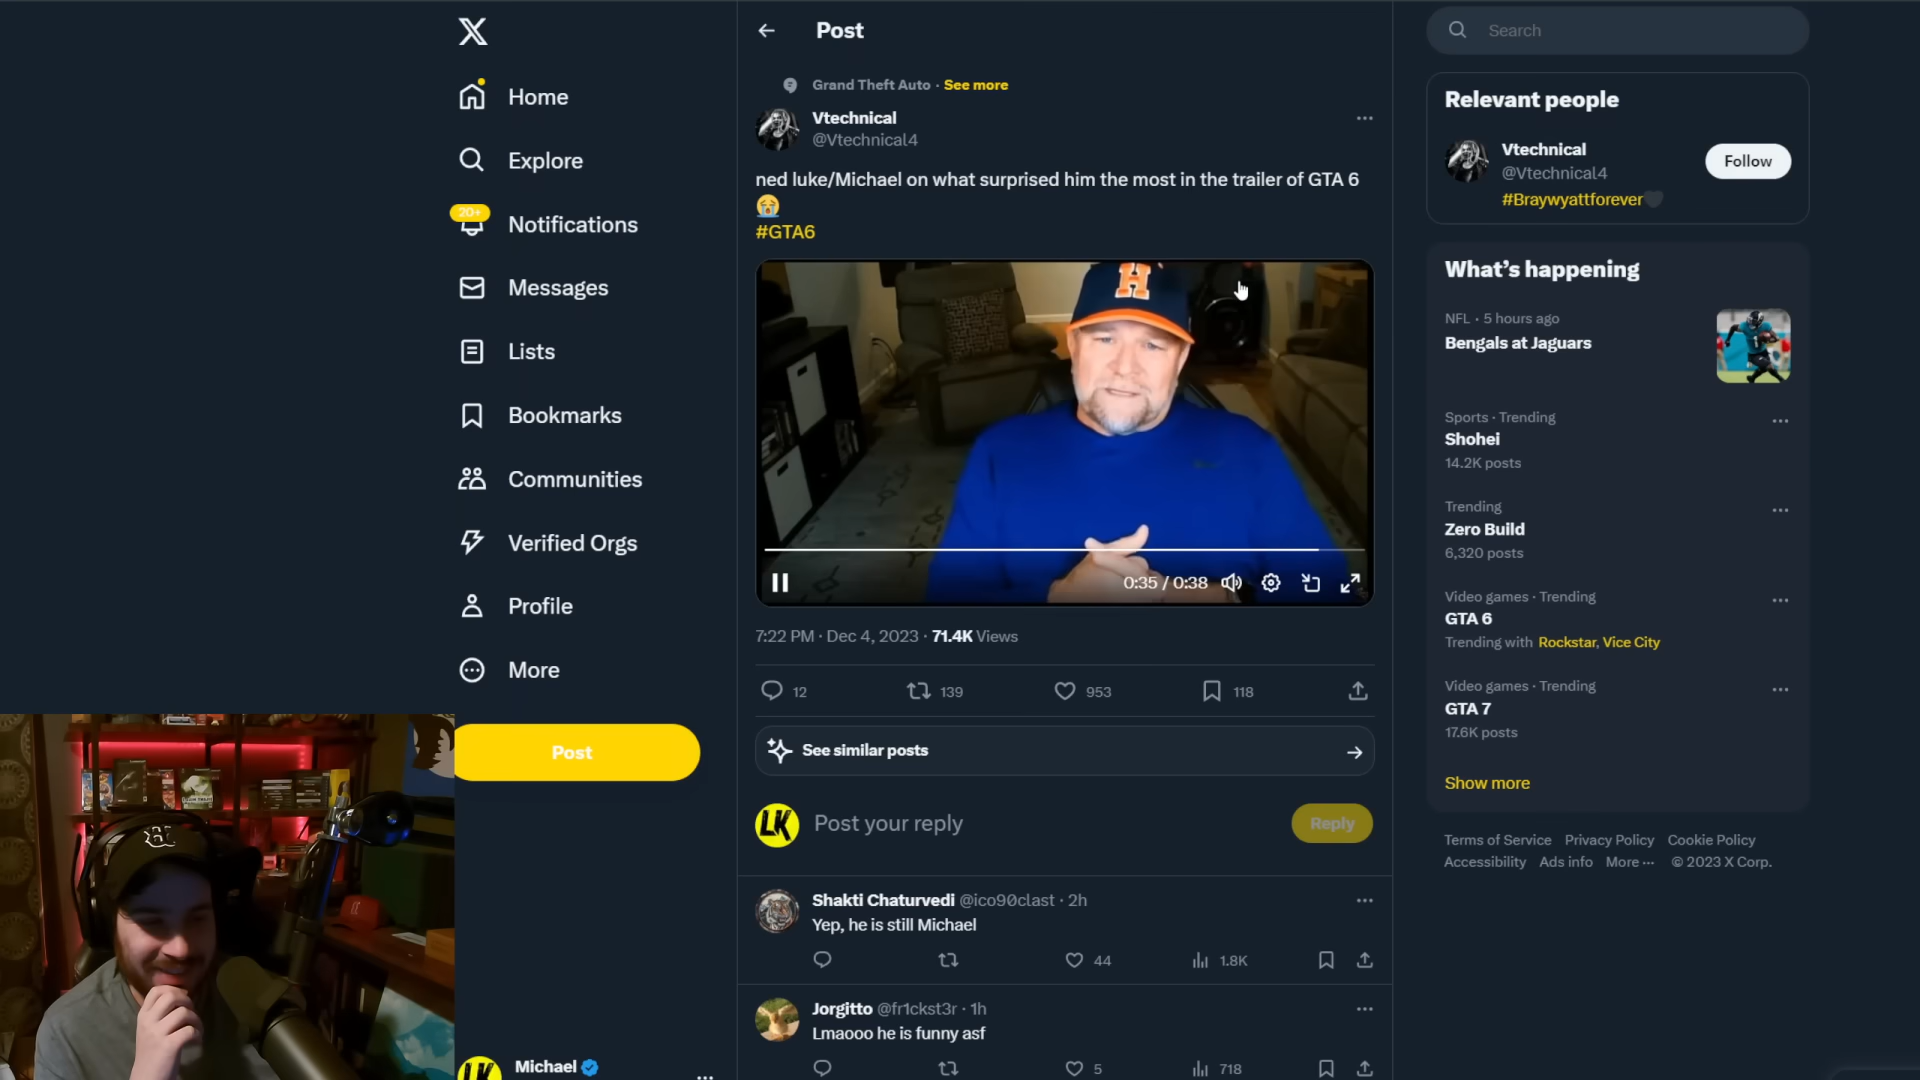 Home
Explore
20+
Notifications
Messages
Lists
Bookmarks
Communities
Verified Orgs
Profile
More
Post
Michael
LK
Post
Grand Theft Auto · See more
Vtechnical
@Vtechnical4
ned luke/Michael on what surprised him the most in the trailer of GTA 6
😭
#GTA6
H
0:35 / 0:38
7:22 PM · Dec 4, 2023 · 71.4K Views
12 139 953 118
See similar posts
LK
Post your reply
Reply
Shakti Chaturvedi @ico90clast · 2h
Yep, he is still Michael
44 1.8K
Jorgitto @fr1ckst3r · 1h
Lmaooo he is funny asf
5 718
Search
Relevant people
Vtechnical
@Vtechnical4
Follow
#Braywyattforever🖤
What's happening
NFL · 5 hours ago
Bengals at Jaguars
Sports · Trending
Shohei
14.2K posts
Trending
Zero Build
6,320 posts
Video games · Trending
GTA 6
Trending with Rockstar, Vice City
Video games · Trending
GTA 7
17.6K posts
Show more
Terms of Service Privacy Policy Cookie Policy
Accessibility Ads info More ··· © 2023 X Corp.